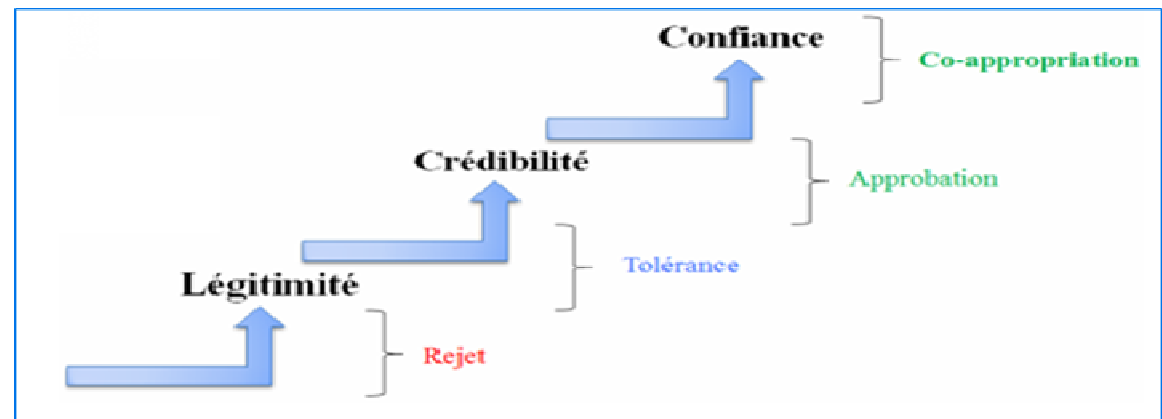 Confiance
Co-appropriation
Crédibilité
Approbation
Tolérance
Légitimité
Rejet